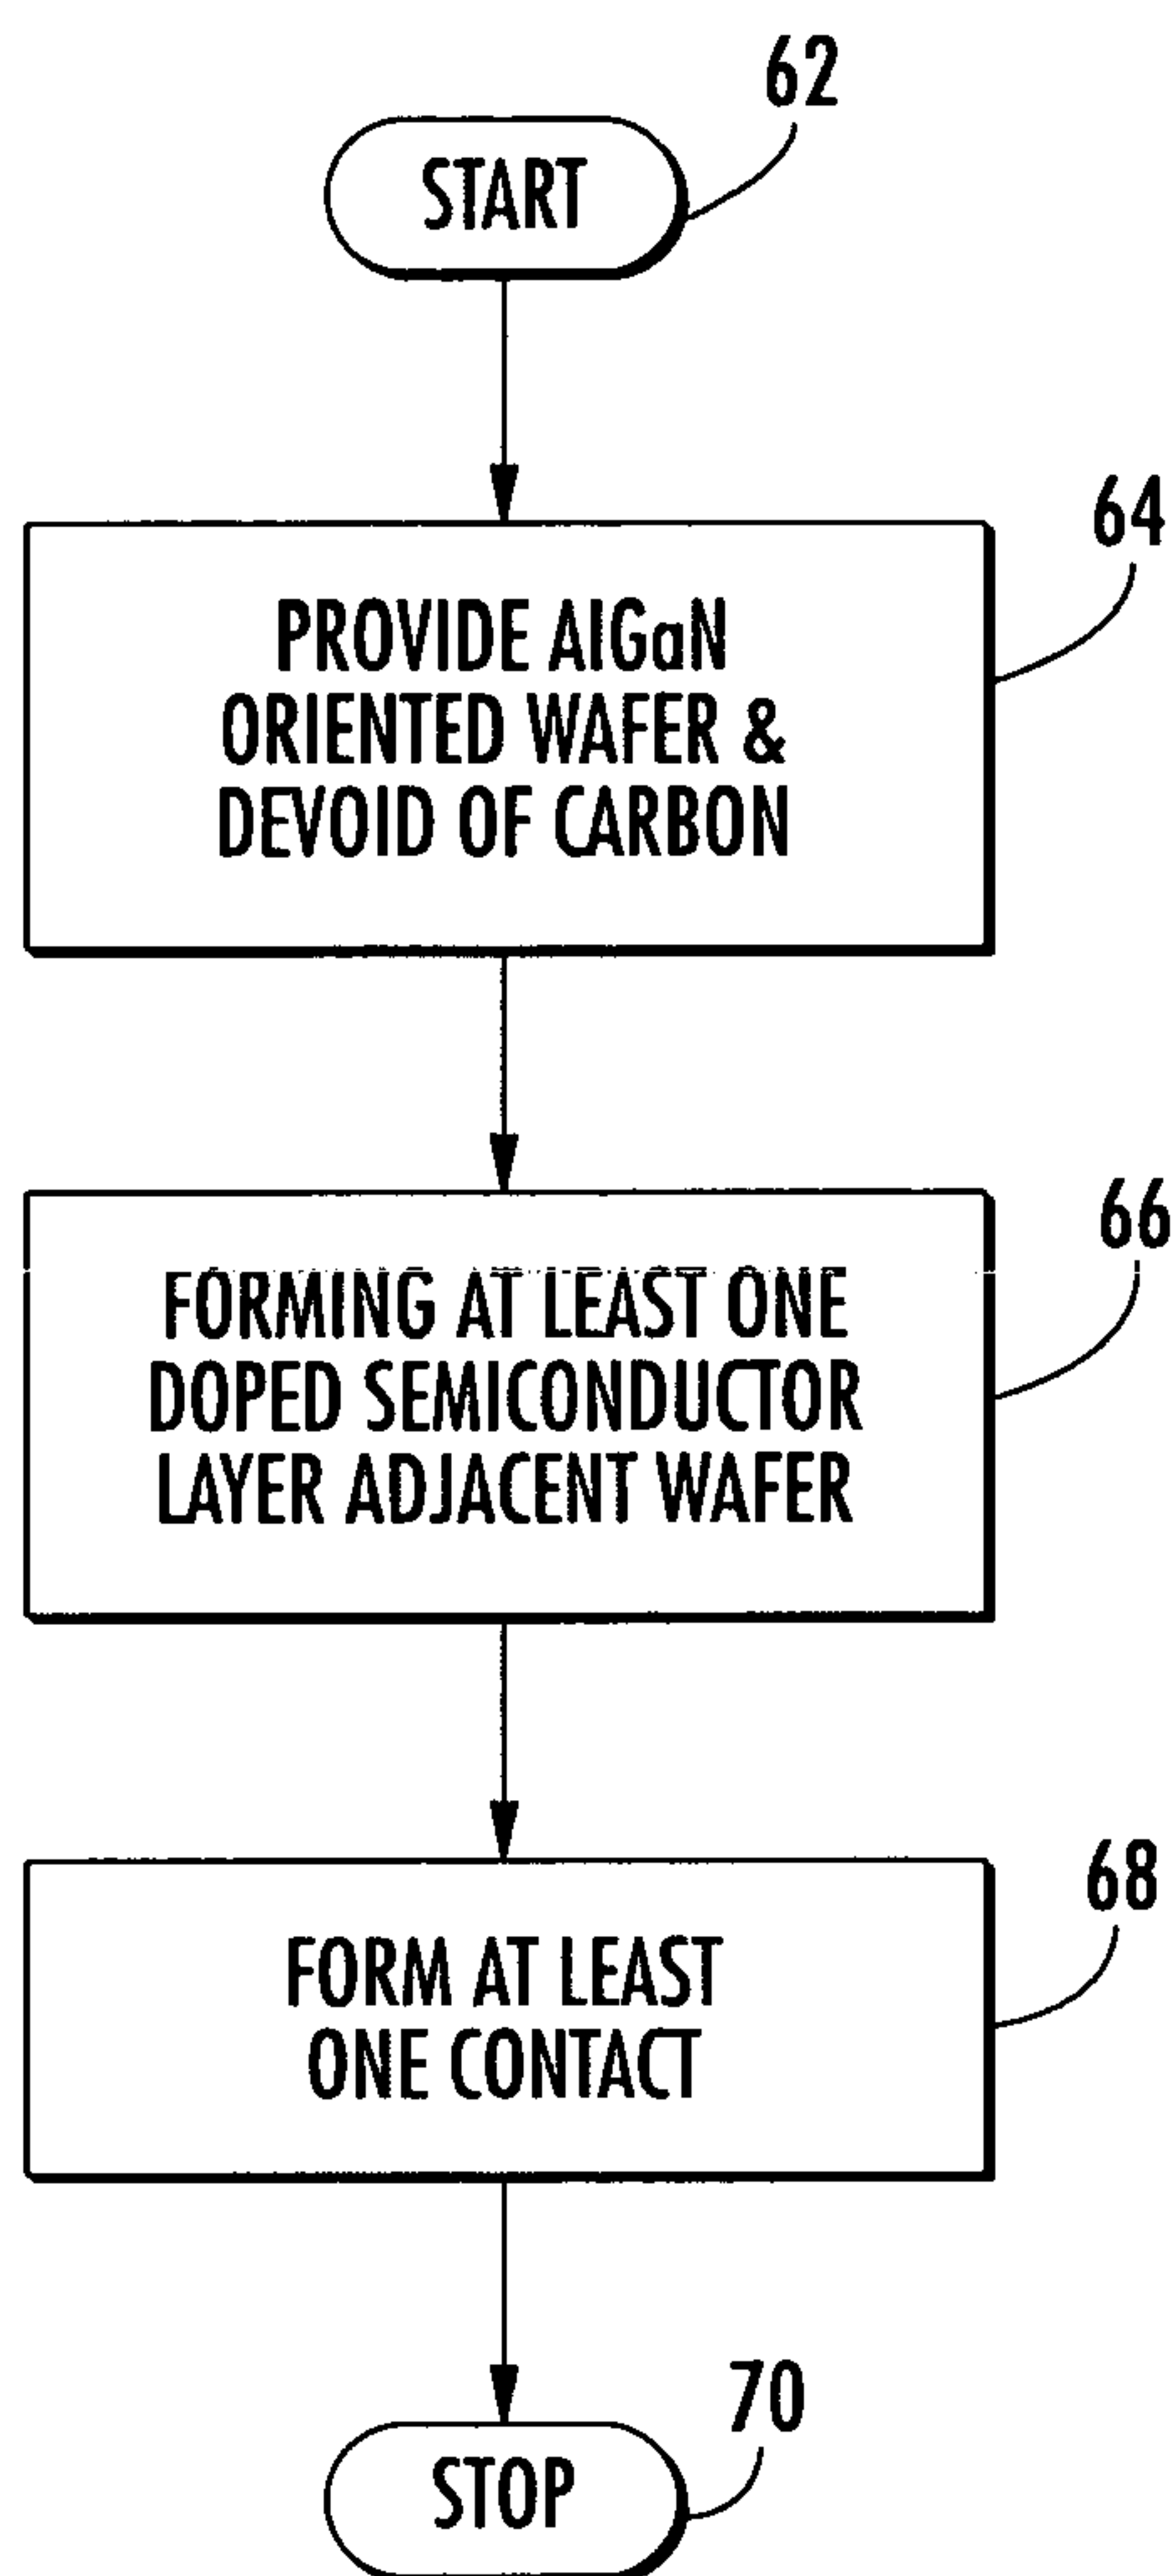 62
START
64
PROVIDE AlGaN
ORIENTED WAFER &
DEVOID OF CARBON
66
FORMING AT LEAST ONE
DOPED SEMICONDUCTOR
LAYER ADJACENT WAFER
68
FORM AT LEAST
ONE CONTACT
70
STOP